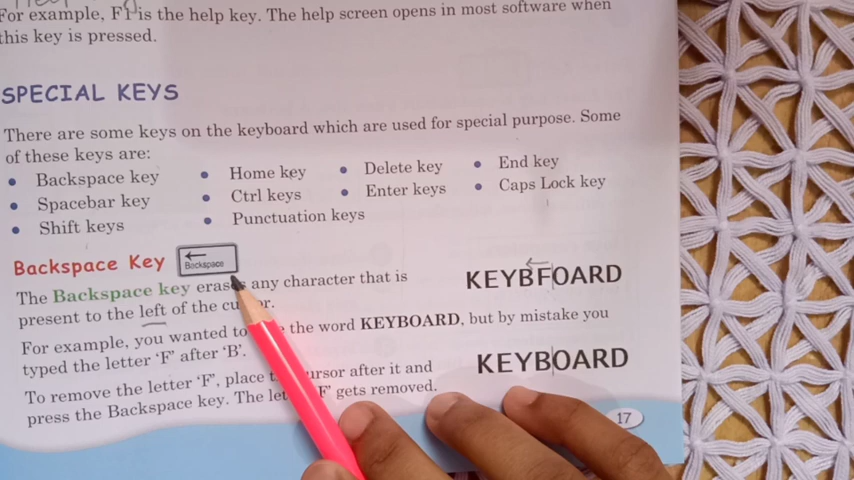 For example, F1 is the help key. The help screen opens in most software when
this key is pressed.
SPECIAL KEYS
There are some keys on the keyboard which are used for special purpose. Some
of these keys are:
• Backspace key • Home key • Delete key • End key
• Spacebar key • Ctrl keys • Enter keys • Caps Lock key
• Shift keys • Punctuation keys
Backspace Key
Backspace
The Backspace key erases any character that is
present to the left of the cursor.
KEYBFOARD
For example, you wanted to the word KEYBOARD, but by mistake you
typed the letter 'F' after 'B'.
To remove the letter 'F', place the cursor after it and
press the Backspace key. The letter 'F' gets removed.
KEYBOARD
17